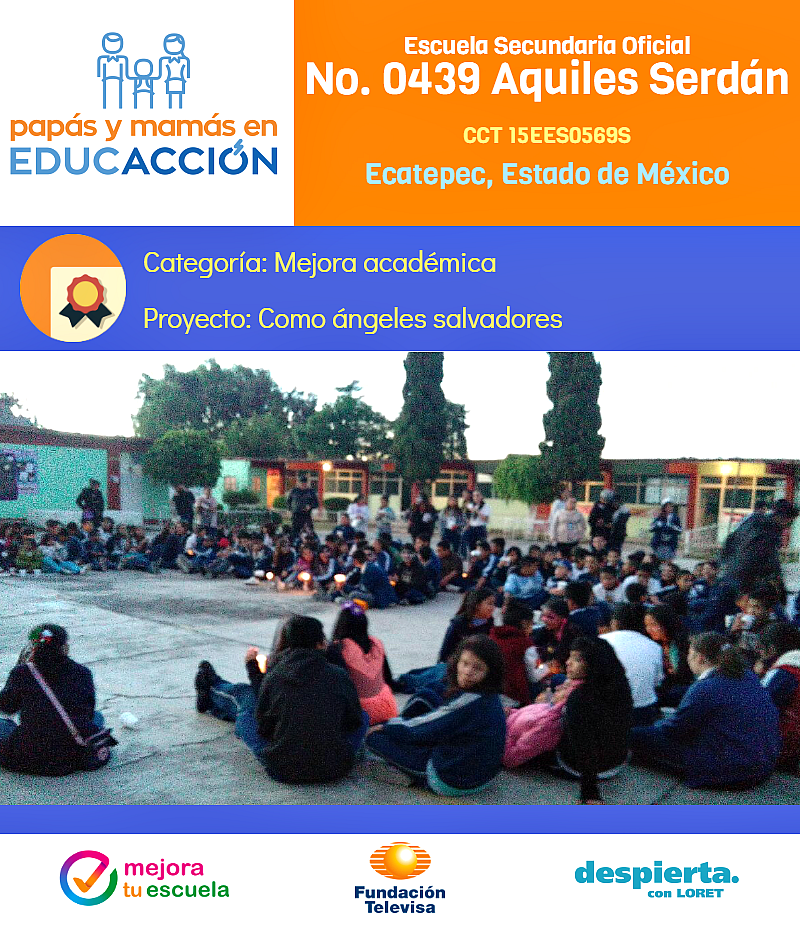 papás y mamás en
EDUCACCIÓN
Escuela Secundaria Oficial
No. 0439 Aquiles Serdán
CCT 15EES0569S
Ecatepec, Estado de México
Categoría: Mejora académica
Proyecto: Como ángeles salvadores
mejora
tu escuela
Fundación
Televisa
despierta.
con LORET